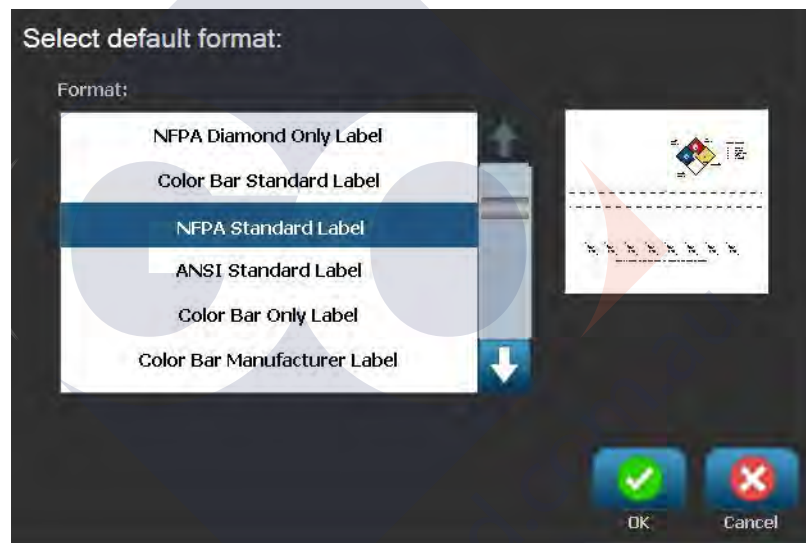 Select default format:
Format:
NFPA Diamond Only Label
Color Bar Standard Label
NFPA Standard Label
ANSI Standard Label
Color Bar Only Label
Color Bar Manufacturer Label
OK
Cancel